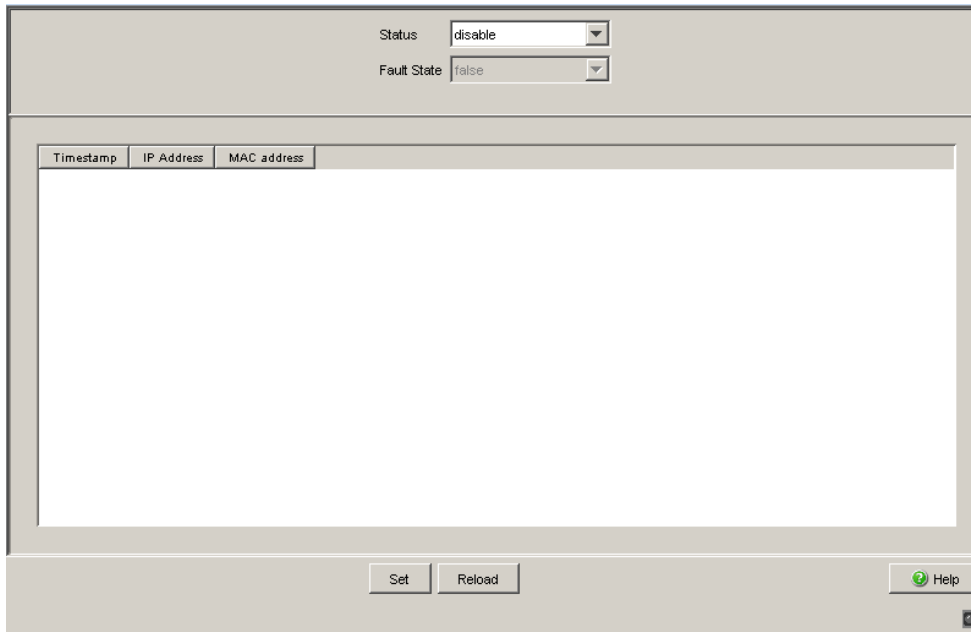 Status disable
Fault State false
Timestamp IP Address MAC address
Set Reload Help